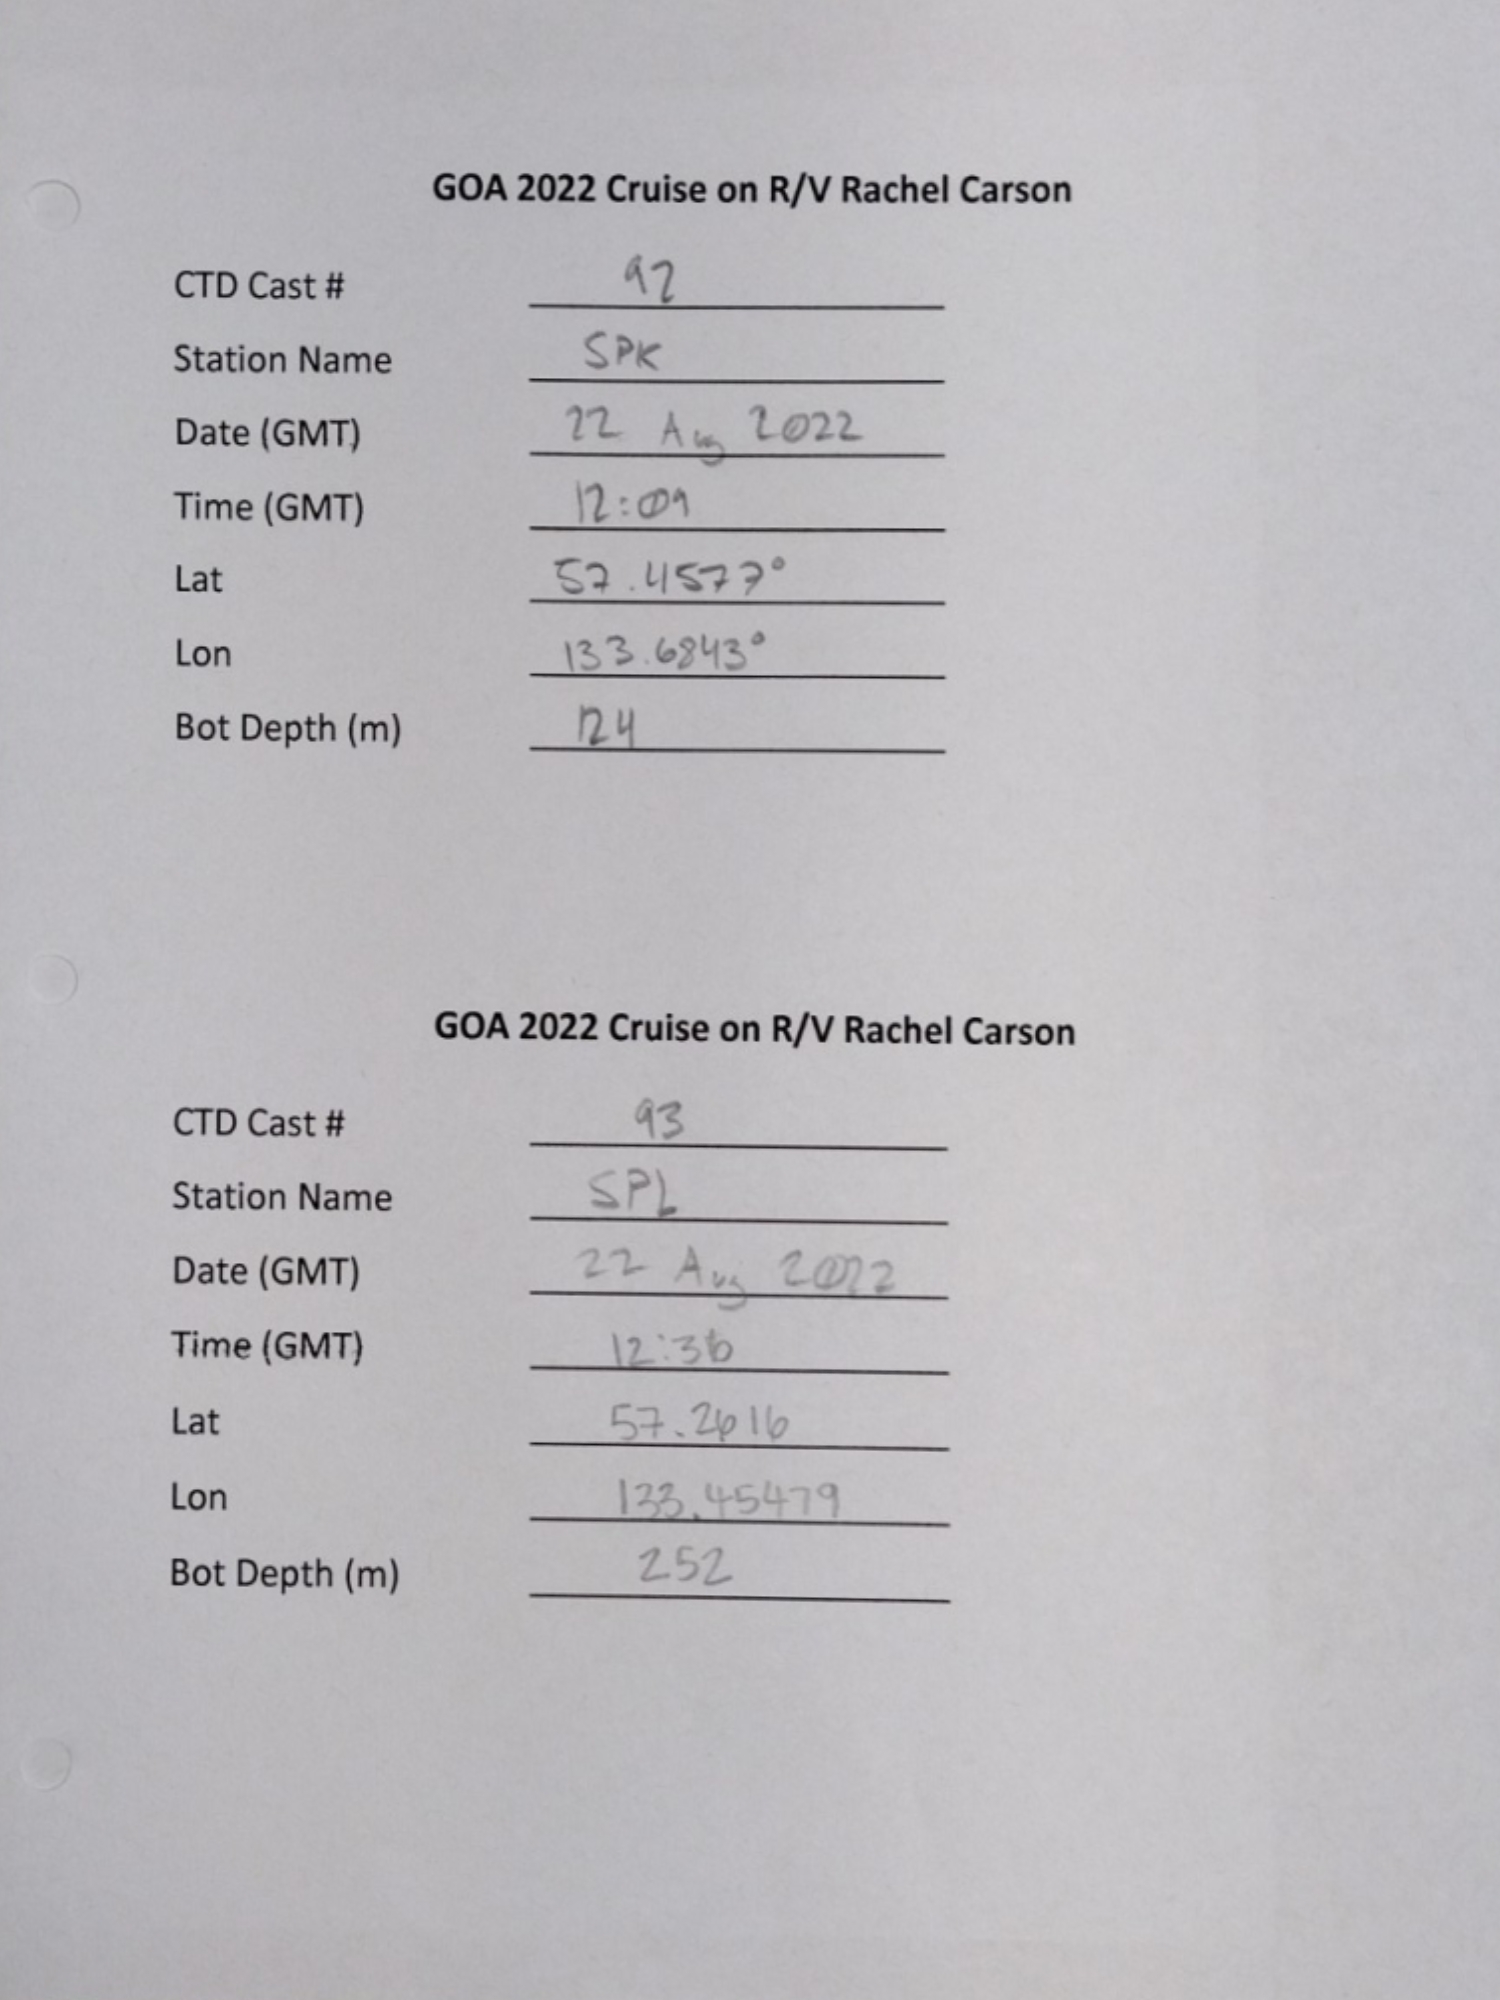 GOA 2022 Cruise on R/V Rachel Carson
CTD Cast # 92
Station Name SPK
Date (GMT) 22 Aug 2022
Time (GMT) 12:09
Lat 57.4577°
Lon 133.6843°
Bot Depth (m) 124
GOA 2022 Cruise on R/V Rachel Carson
CTD Cast # 93
Station Name SPL
Date (GMT) 22 Aug 2022
Time (GMT) 12:36
Lat 57.2616
Lon 133.45479
Bot Depth (m) 252